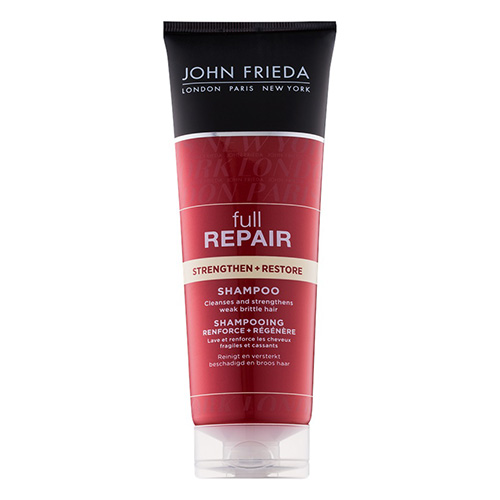 JOHN FRIEDA
LONDON PARIS NEW YORK
full
REPAIR
STRENGTHEN + RESTORE
SHAMPOO
Cleanses and strengthens
weak brittle hair
SHAMPOOING
RENFORCE + RÉGÉNÈRE
Lave et renforce les cheveux
fragiles et cassants
Reinigt en versterkt
beschadigd en broos haar